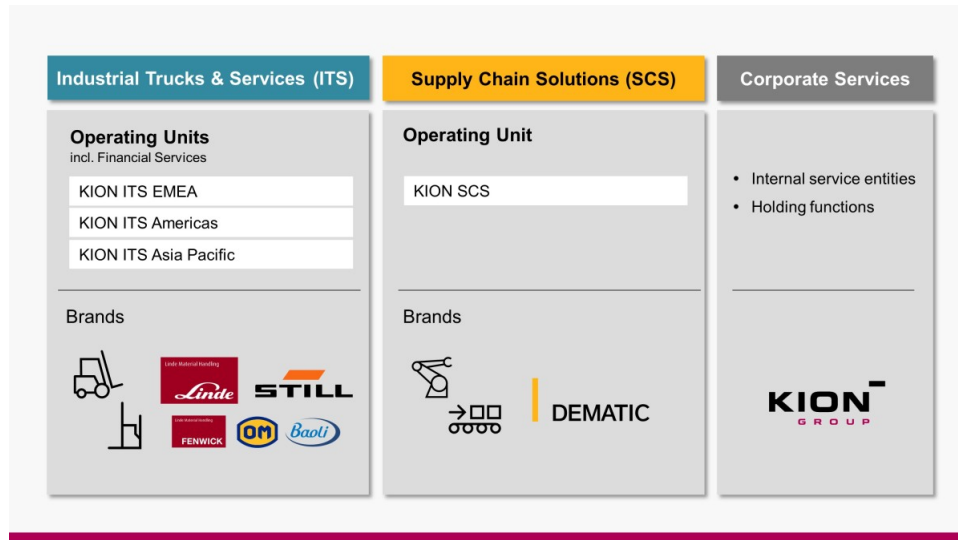 Industrial Trucks & Services (ITS)
Operating Units
incl. Financial Services
KION ITS EMEA
KION ITS Americas
KION ITS Asia Pacific
Brands
Linde Material Handling
Linde
STILL
Linde Material Handling
FENWICK
OM
Baoli
Supply Chain Solutions (SCS)
Operating Unit
KION SCS
Brands
DEMATIC
Corporate Services
• Internal service entities
• Holding functions
KION
GROUP